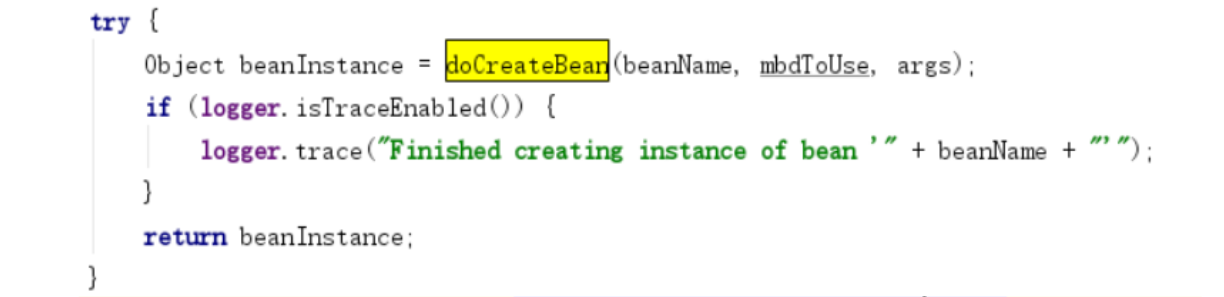 try {
Object beanInstance = doCreateBean(beanName, mbdToUse, args);
if (logger.isTraceEnabled()) {
logger.trace("Finished creating instance of bean '" + beanName + "'");
}
return beanInstance;
}